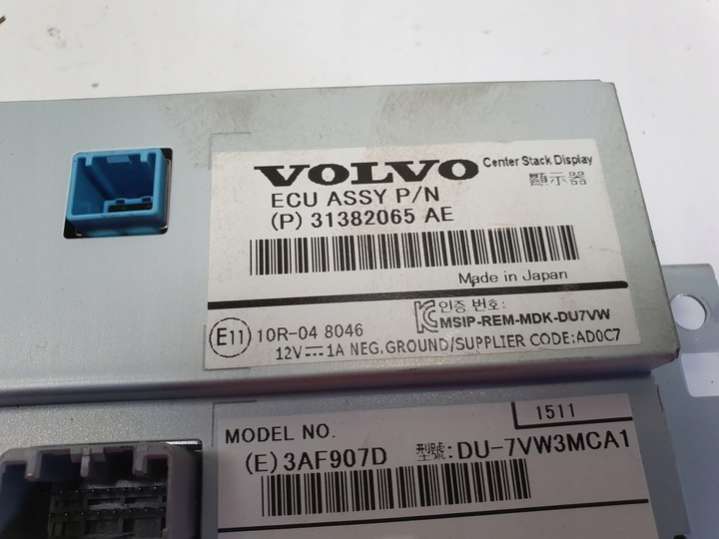 VOLVO Center Stack Display
ECU ASSY P/N 顯示器
(P) 31382065 AE
Made in Japan
인증 번호:
E11 10R-04 8046 MSIP-REM-MDK-DU7VW
12V⎓1A NEG.GROUND/SUPPLIER CODE:AD0C7
1511
MODEL NO.
(E)3AF907D 型號:DU-7VW3MCA1